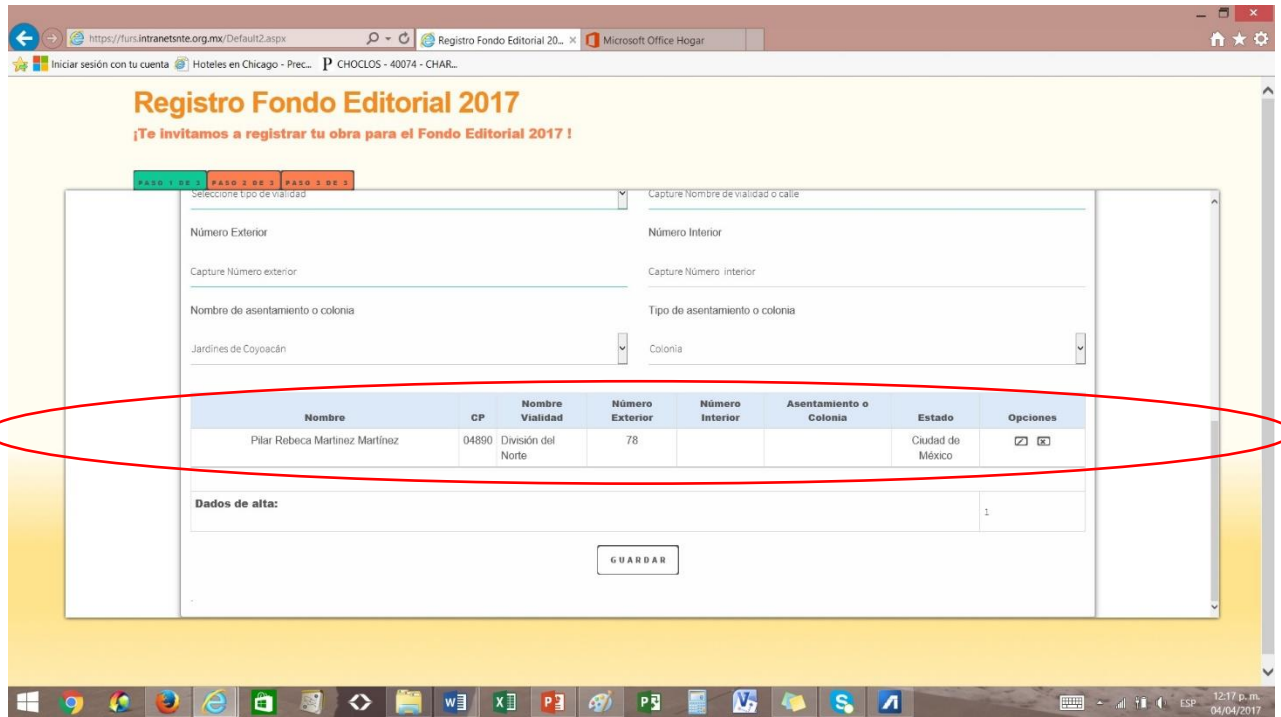 https://furs.intranetsnte.org.mx/Default2.aspx
Registro Fondo Editorial 20...
Microsoft Office Hogar
Iniciar sesión con tu cuenta
Hoteles en Chicago - Prec...
CHOCLOS - 40074 - CHAR...
Registro Fondo Editorial 2017
¡Te invitamos a registrar tu obra para el Fondo Editorial 2017 !
PASO 1 DE 3 PASO 2 DE 3 PASO 3 DE 3
Seleccione tipo de vialidad Capture Nombre de vialidad o calle
Número Exterior Número Interior
Capture Número exterior Capture Número interior
Nombre de asentamiento o colonia Tipo de asentamiento o colonia
Jardines de Coyoacán Colonia
Nombre CP Nombre Vialidad Número Exterior Número Interior Asentamiento o Colonia Estado Opciones
Pilar Rebeca Martinez Martínez 04890 División del Norte 78 Ciudad de México
Dados de alta: 1
GUARDAR
ESP 12:17 p.m.
04/04/2017